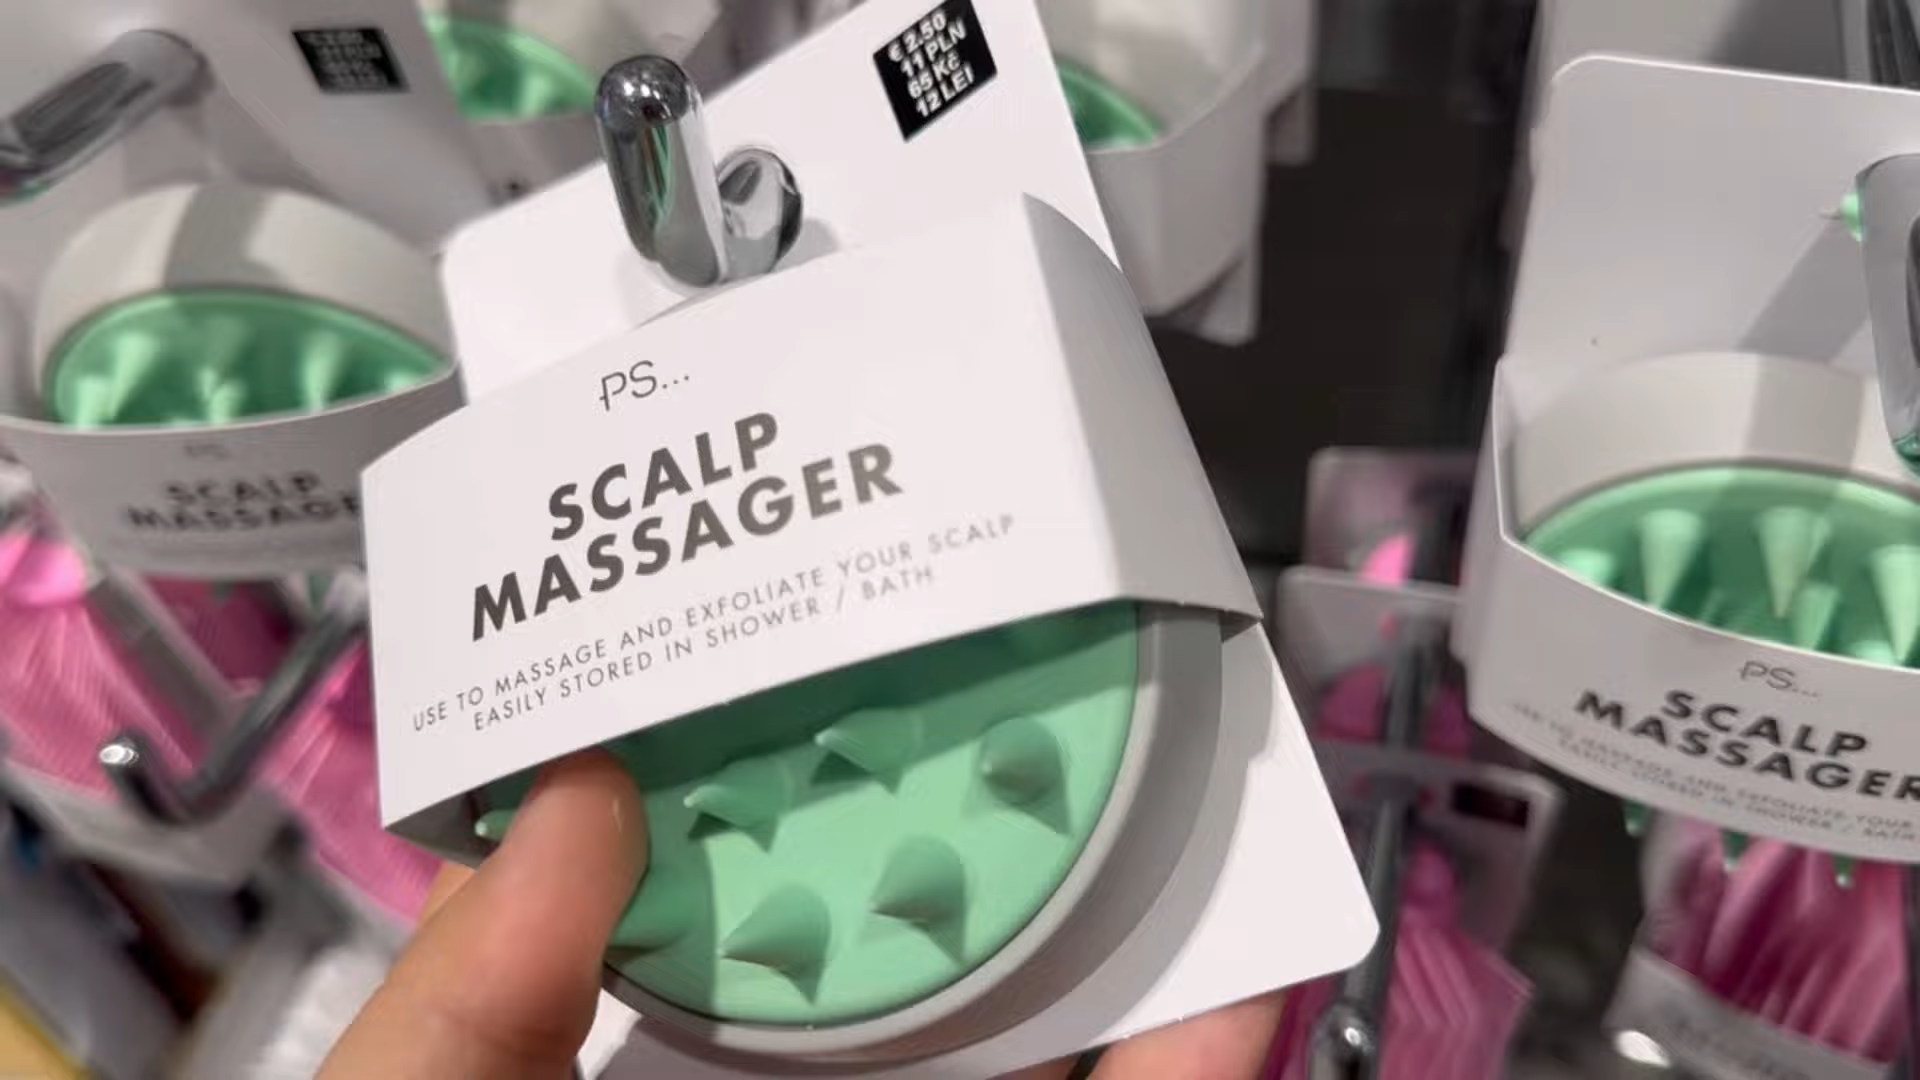 € 2.50
11 PLN
65 Kč
12 LEI
PS...
SCALP
MASSAGER
USE TO MASSAGE AND EXFOLIATE YOUR SCALP
EASILY STORED IN SHOWER / BATH
SCALP
MASSAGER
PS...
SCALP
MASSAGER